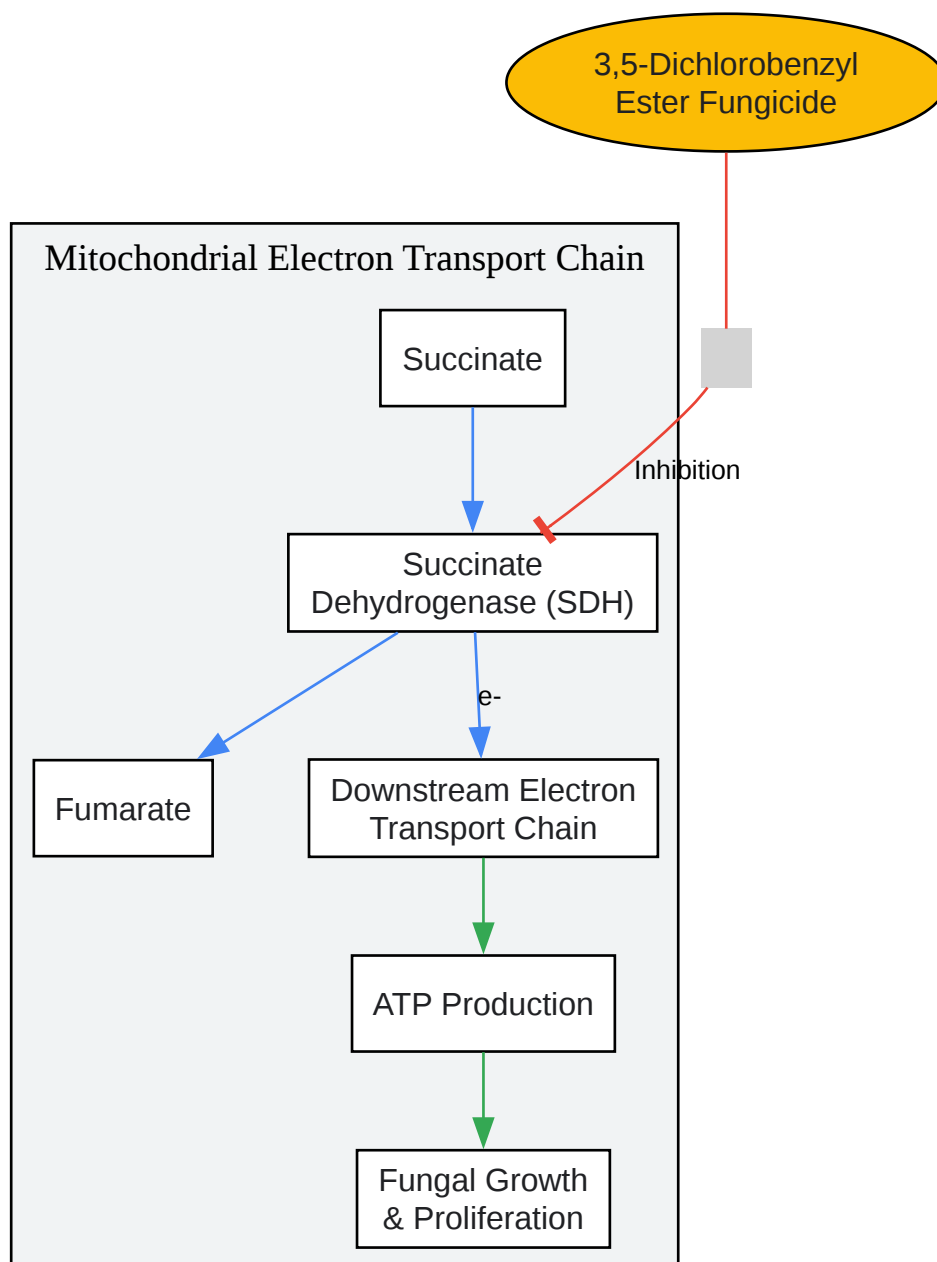 3,5-Dichlorobenzyl
Ester Fungicide
Mitochondrial Electron Transport Chain
Succinate
Inhibition
Succinate
Dehydrogenase (SDH)
e-
Fumarate
Downstream Electron
Transport Chain
ATP Production
Fungal Growth
& Proliferation